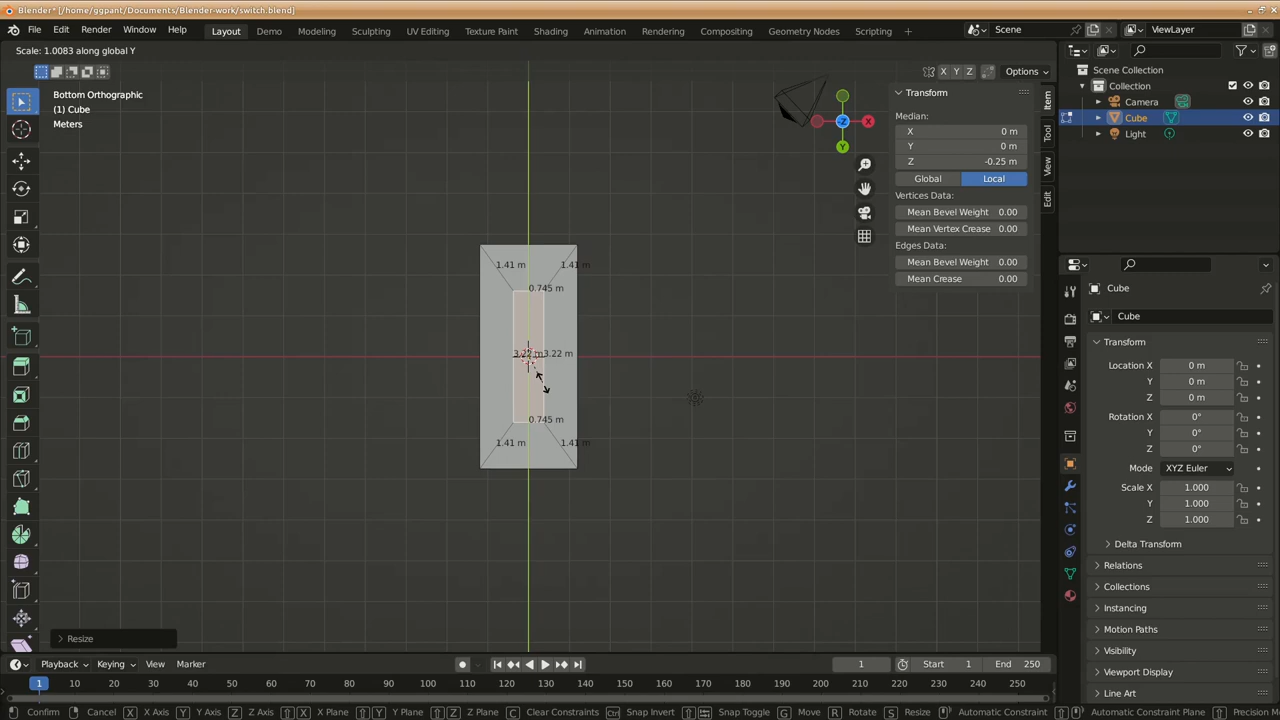 Blender* [/home/ggpant/Documents/Blender-work/switch.blend]
File Edit Render Window Help Layout Demo Modeling Sculpting UV Editing Texture Paint Shading Animation Rendering Compositing Geometry Nodes Scripting + Scene ViewLayer
Scale: 1.0083 along global Y
X Y Z Options
Bottom Orthographic
(1) Cube
Meters
Transform
Median:
X 0 m
Y 0 m
Z -0.25 m
Global Local
Vertices Data:
Mean Bevel Weight 0.00
Mean Vertex Crease 0.00
Edges Data:
Mean Bevel Weight 0.00
Mean Crease 0.00
Item
Tool
View
Edit
Z X Y
1.41 m 1.41 m
0.745 m
3.22 m 3.22 m
0.745 m
1.41 m 1.41 m
Resize
Scene Collection
Collection
Camera
Cube
Light
Cube
Cube
Transform
Location X 0 m
Y 0 m
Z 0 m
Rotation X 0°
Y 0°
Z 0°
Mode XYZ Euler
Scale X 1.000
Y 1.000
Z 1.000
Delta Transform
Relations
Collections
Instancing
Motion Paths
Visibility
Viewport Display
Line Art
Playback Keying View Marker 1 Start 1 End 250
1 10 20 30 40 50 60 70 80 90 100 110 120 130 140 150 160 170 180 190 200 210 220 230 240 250
Confirm Cancel X X Axis Y Y Axis Z Z Axis X X Plane Y Y Plane Z Z Plane C Clear Constraints Ctrl Snap Invert Snap Toggle G Move R Rotate S Resize Automatic Constraint Automatic Constraint Plane Precision M